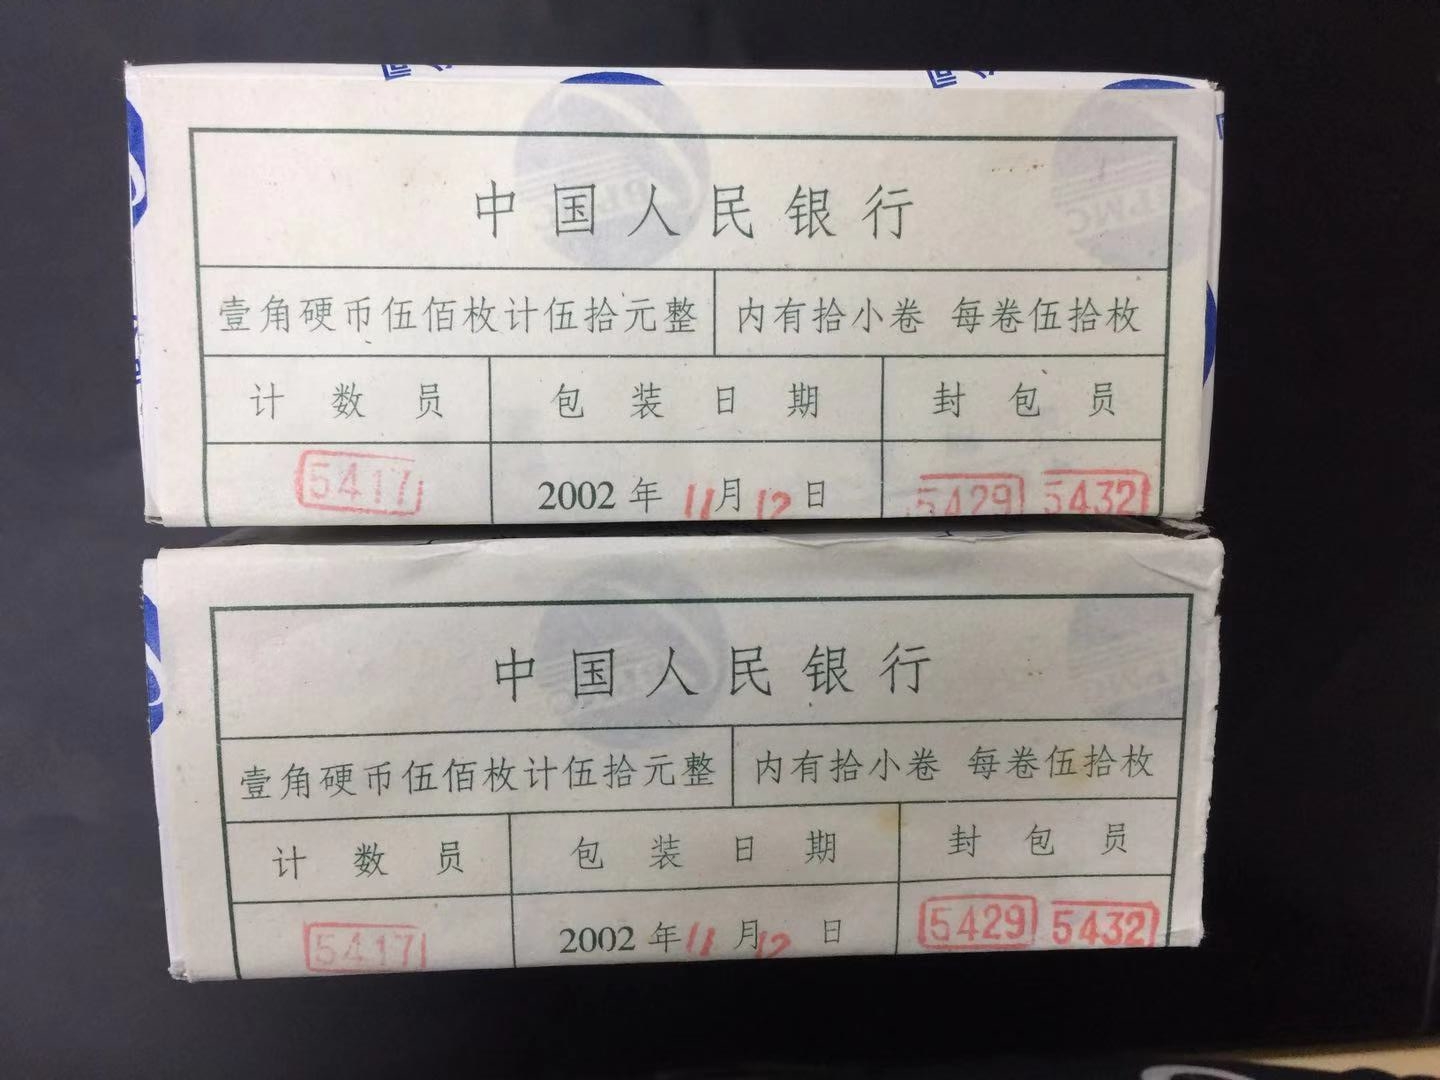 中国人民银行
壹角硬币伍佰枚计伍拾元整 内有拾小卷 每卷伍拾枚
计数员 包装日期 封包员
5417 2002年11月12日 5429 5432
中国人民银行
壹角硬币伍佰枚计伍拾元整 内有拾小卷 每卷伍拾枚
计数员 包装日期 封包员
5417 2002年11月12日 5429 5432